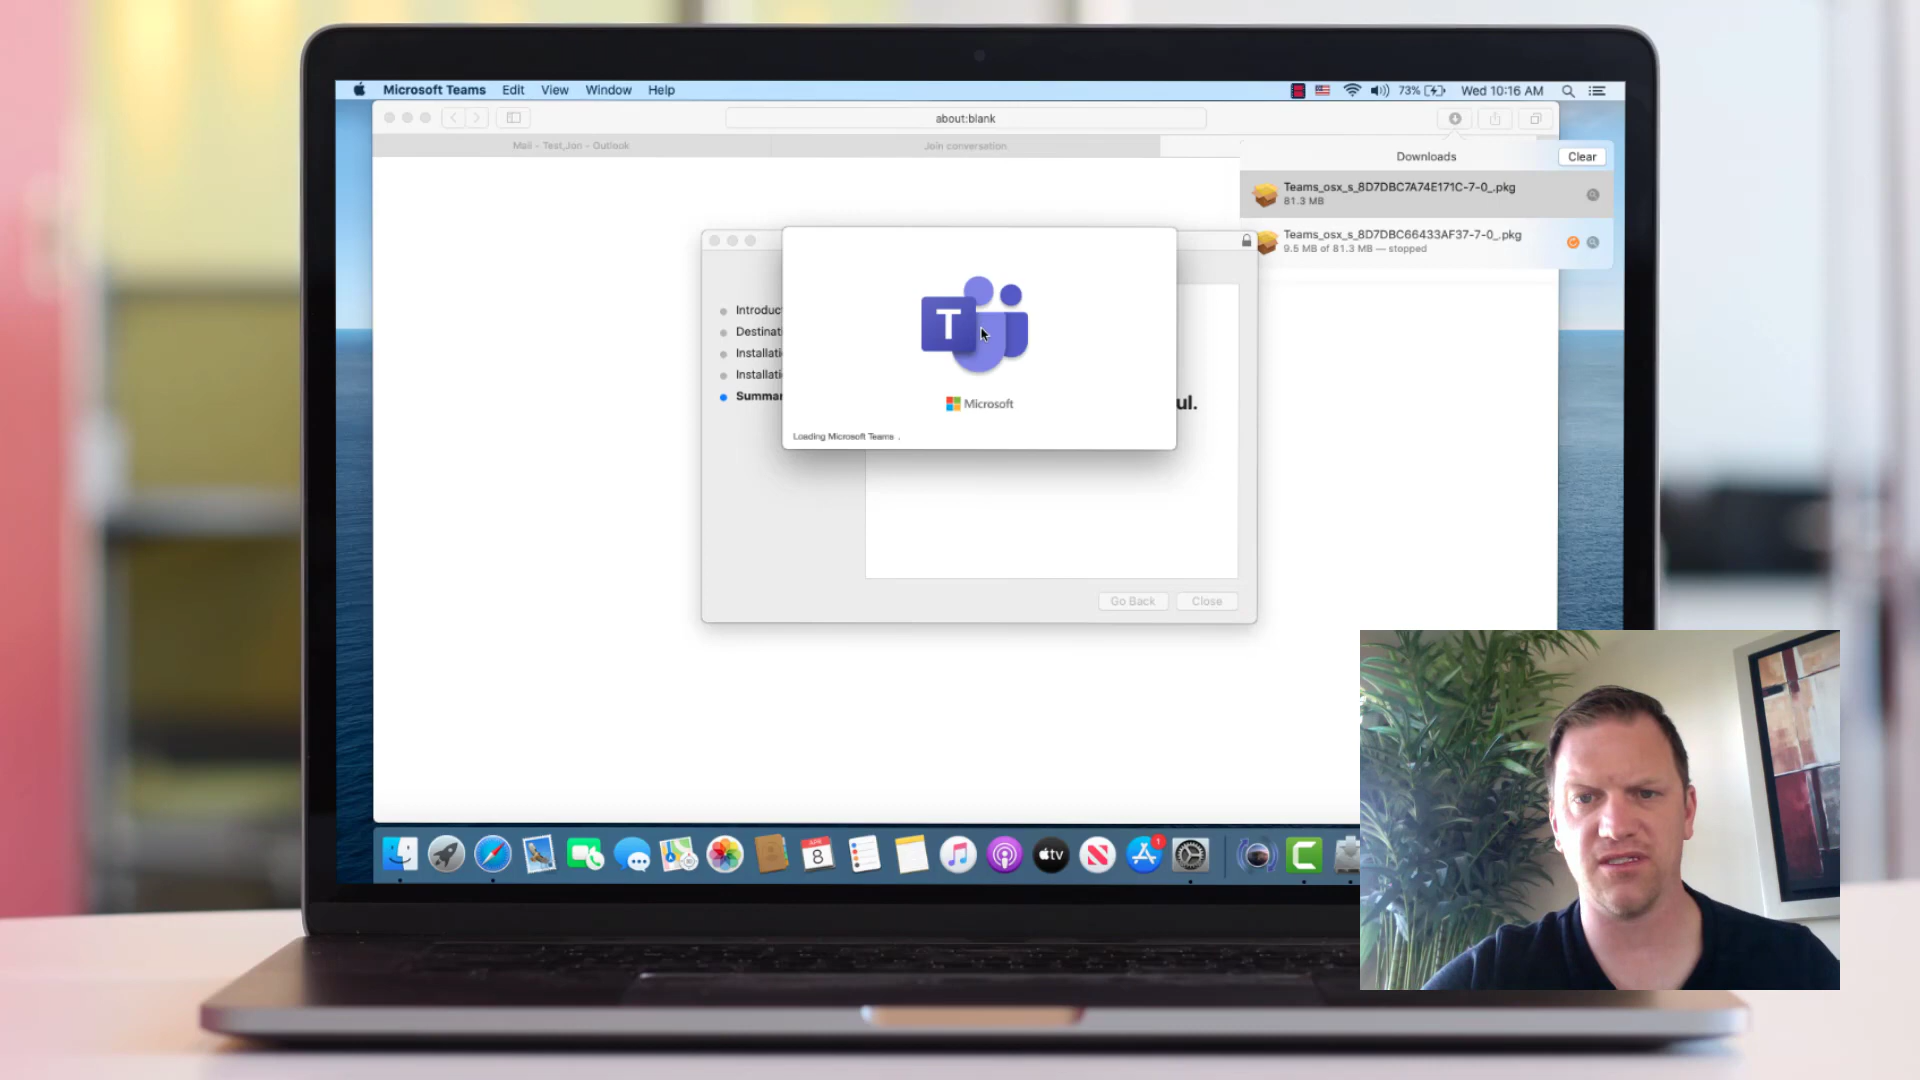 Microsoft Teams Edit View Window Help
73% Wed 10:16 AM
about:blank
Mail - Test,Jon - Outlook
Join conversation
Downloads
Clear
Teams_osx_s_8D7DBC7A74E171C-7-0_.pkg
81.3 MB
Teams_osx_s_8D7DBC66433AF37-7-0_.pkg
9.5 MB of 81.3 MB — stopped
T
Microsoft
Loading Microsoft Teams .
Introduc
Destinat
Installati
Installati
Summar
ul.
Go Back
Close
8
tv
1